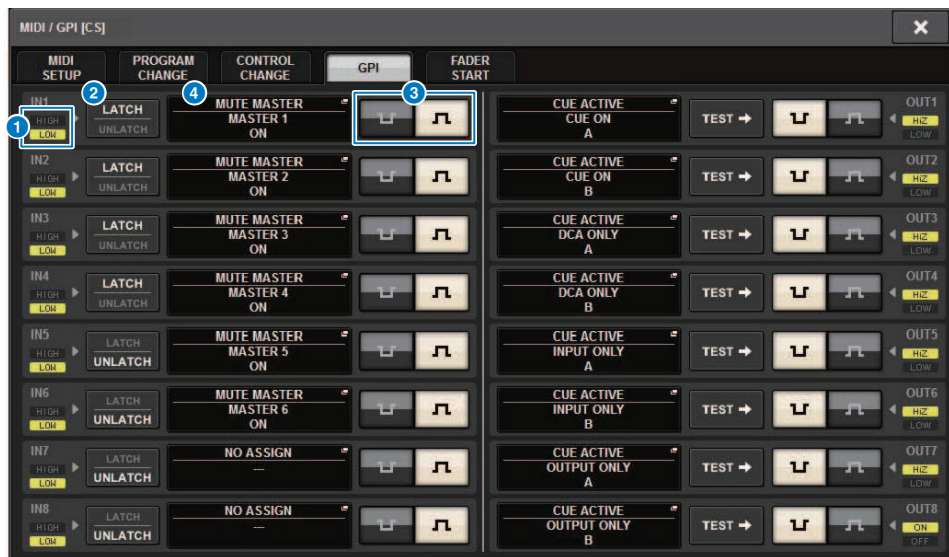 MIDI / GPI [CS]
MIDI SETUP
PROGRAM CHANGE
CONTROL CHANGE
GPI
FADER START
1
2
4
3
IN1
HIGH
LOW
LATCH
UNLATCH
MUTE MASTER
MASTER 1
ON
CUE ACTIVE
CUE ON
A
TEST →
OUT1
HiZ
LOW
IN2
HIGH
LOW
LATCH
UNLATCH
MUTE MASTER
MASTER 2
ON
CUE ACTIVE
CUE ON
B
TEST →
OUT2
HiZ
LOW
IN3
HIGH
LOW
LATCH
UNLATCH
MUTE MASTER
MASTER 3
ON
CUE ACTIVE
DCA ONLY
A
TEST →
OUT3
HiZ
LOW
IN4
HIGH
LOW
LATCH
UNLATCH
MUTE MASTER
MASTER 4
ON
CUE ACTIVE
DCA ONLY
B
TEST →
OUT4
HiZ
LOW
IN5
HIGH
LOW
LATCH
UNLATCH
MUTE MASTER
MASTER 5
ON
CUE ACTIVE
INPUT ONLY
A
TEST →
OUT5
HiZ
LOW
IN6
HIGH
LOW
LATCH
UNLATCH
MUTE MASTER
MASTER 6
ON
CUE ACTIVE
INPUT ONLY
B
TEST →
OUT6
HiZ
LOW
IN7
HIGH
LOW
LATCH
UNLATCH
NO ASSIGN
---
CUE ACTIVE
OUTPUT ONLY
A
TEST →
OUT7
HiZ
LOW
IN8
HIGH
LOW
LATCH
UNLATCH
NO ASSIGN
---
CUE ACTIVE
OUTPUT ONLY
B
TEST →
OUT8
ON
OFF